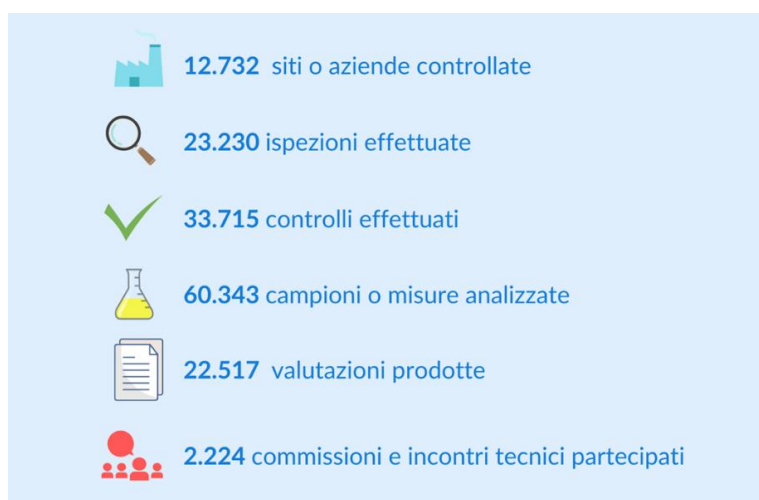 12.732 siti o aziende controllate
23.230 ispezioni effettuate
33.715 controlli effettuati
60.343 campioni o misure analizzate
22.517 valutazioni prodotte
2.224 commissioni e incontri tecnici partecipati